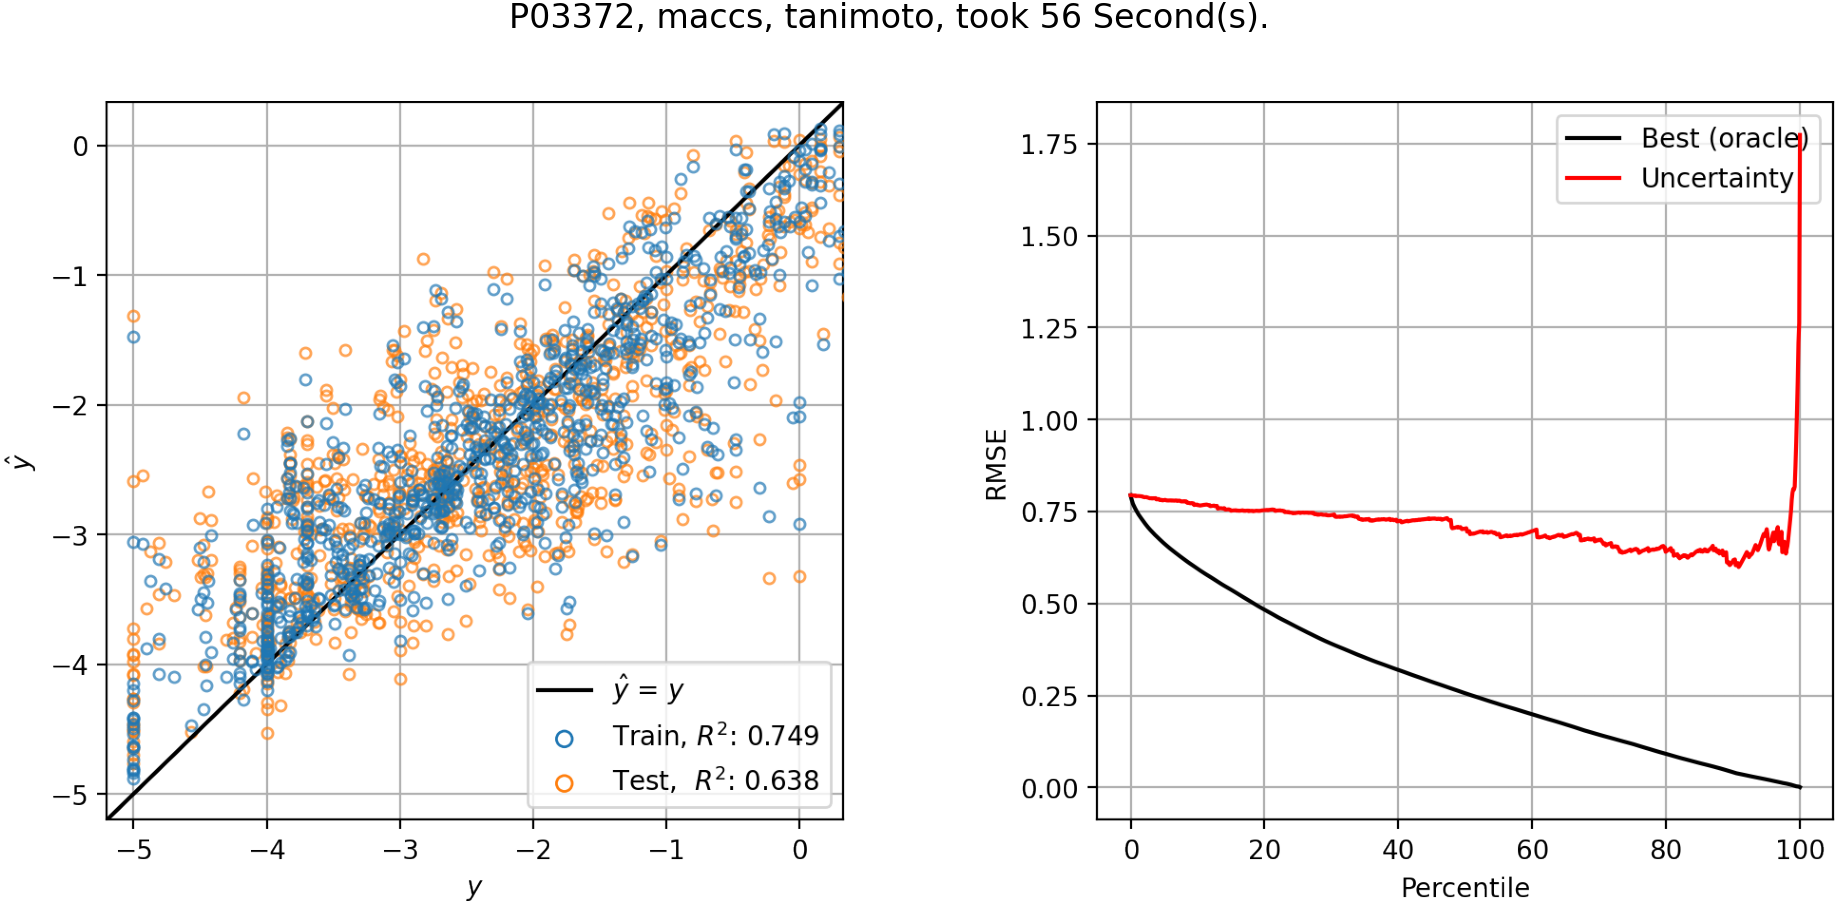 P03372, maccs, tanimoto, took 56 Second(s).
0
−1
−2
−3
−4
−5
ŷ
−5 −4 −3 −2 −1 0
y
ŷ = y
Train, R²: 0.749
Test, R²: 0.638
1.75
1.50
1.25
1.00
0.75
0.50
0.25
0.00
RMSE
0 20 40 60 80 100
Percentile
Best (oracle)
Uncertainty